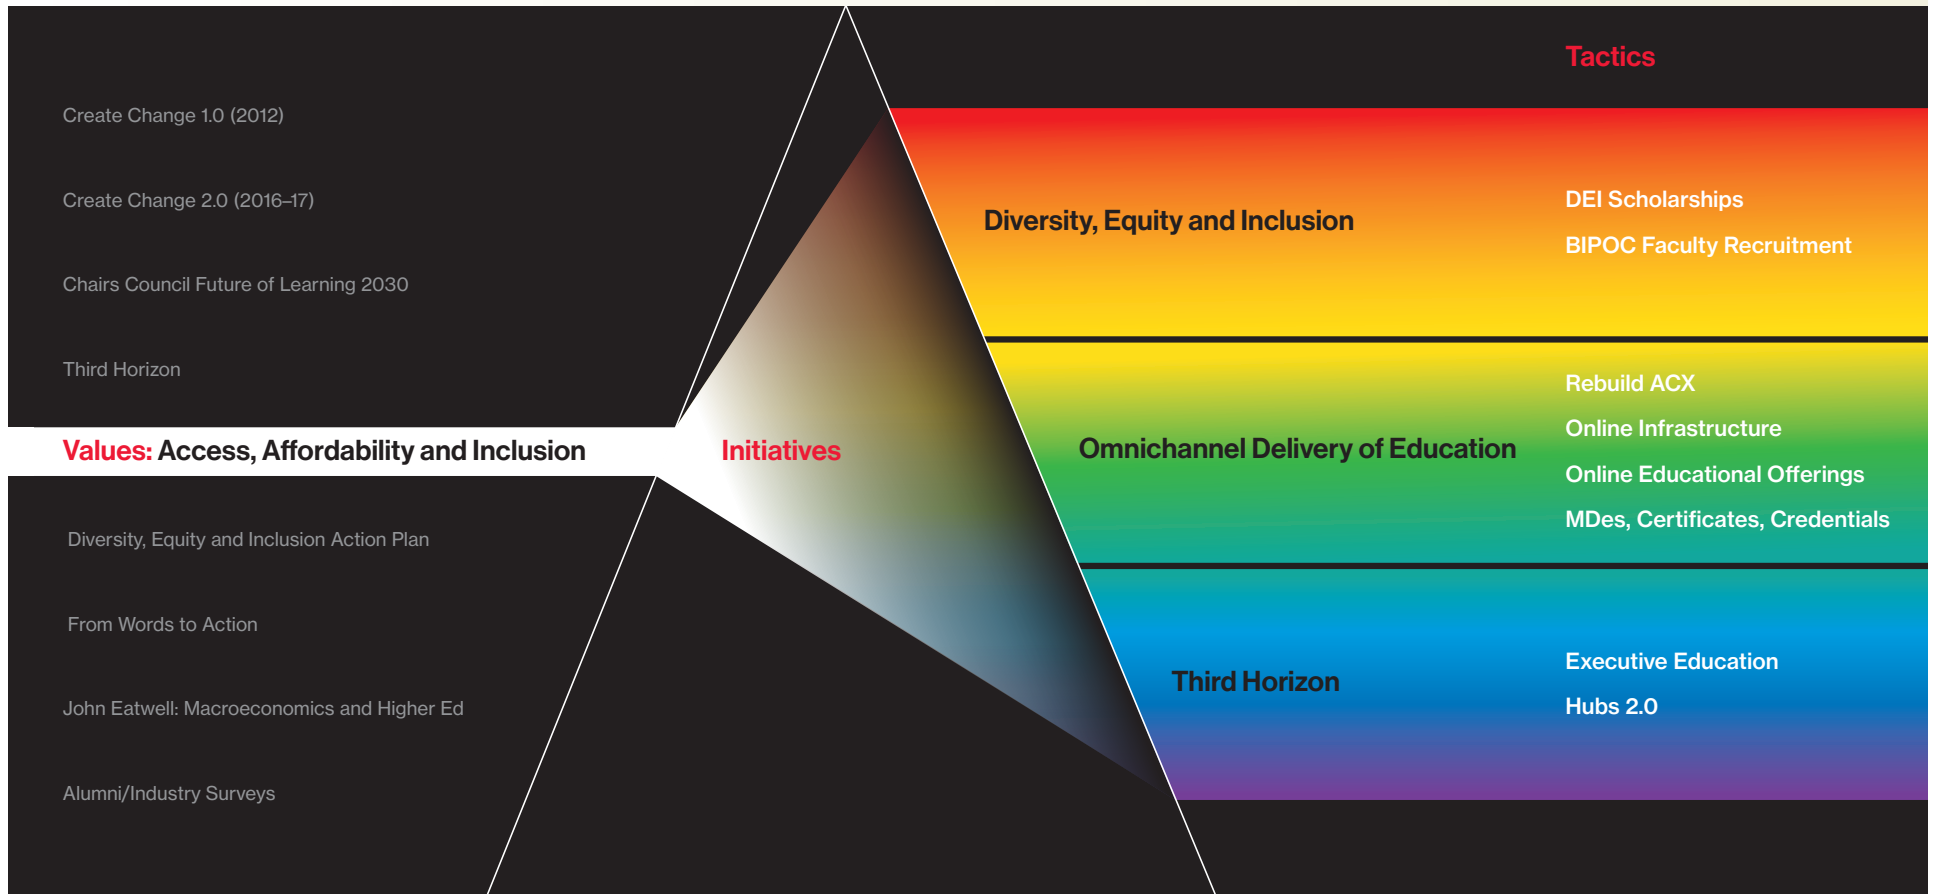 Create Change 1.0 (2012)
Create Change 2.0 (2016–17)
Chairs Council Future of Learning 2030
Third Horizon
Values: Access, Affordability and Inclusion
Diversity, Equity and Inclusion Action Plan
From Words to Action
John Eatwell: Macroeconomics and Higher Ed
Alumni/Industry Surveys
Initiatives
Tactics
Diversity, Equity and Inclusion
DEI Scholarships
BIPOC Faculty Recruitment
Omnichannel Delivery of Education
Rebuild ACX
Online Infrastructure
Online Educational Offerings
MDes, Certificates, Credentials
Third Horizon
Executive Education
Hubs 2.0